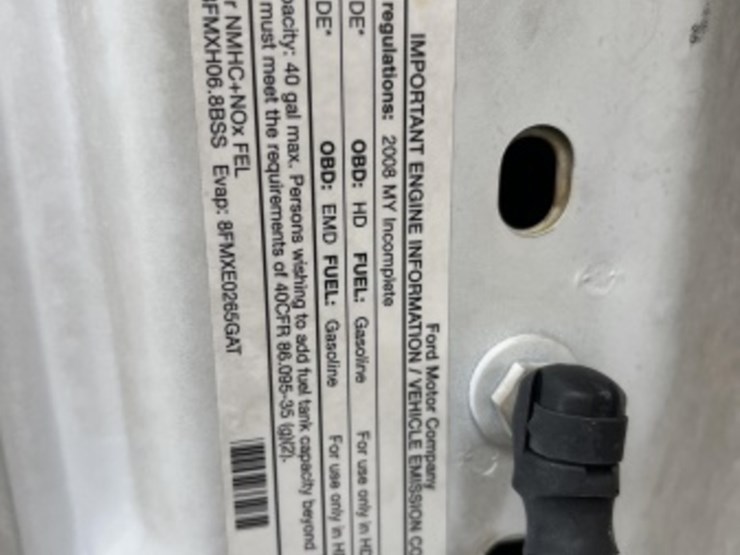 Ford Motor Company
IMPORTANT ENGINE INFORMATION / VEHICLE EMISSION CO
regulations: 2008 MY Incomplete
DE* OBD: HD FUEL: Gasoline For use only in HD
DE* OBD: EMD FUEL: Gasoline For use only in HD
pacity: 40 gal max. Persons wishing to add fuel tank capacity beyond
must meet the requirements of 40CFR 86.095-35 (g)(2).
r NMHC+NOx FEL
8FMXH06.8BSS Evap: 8FMXE0265GAT